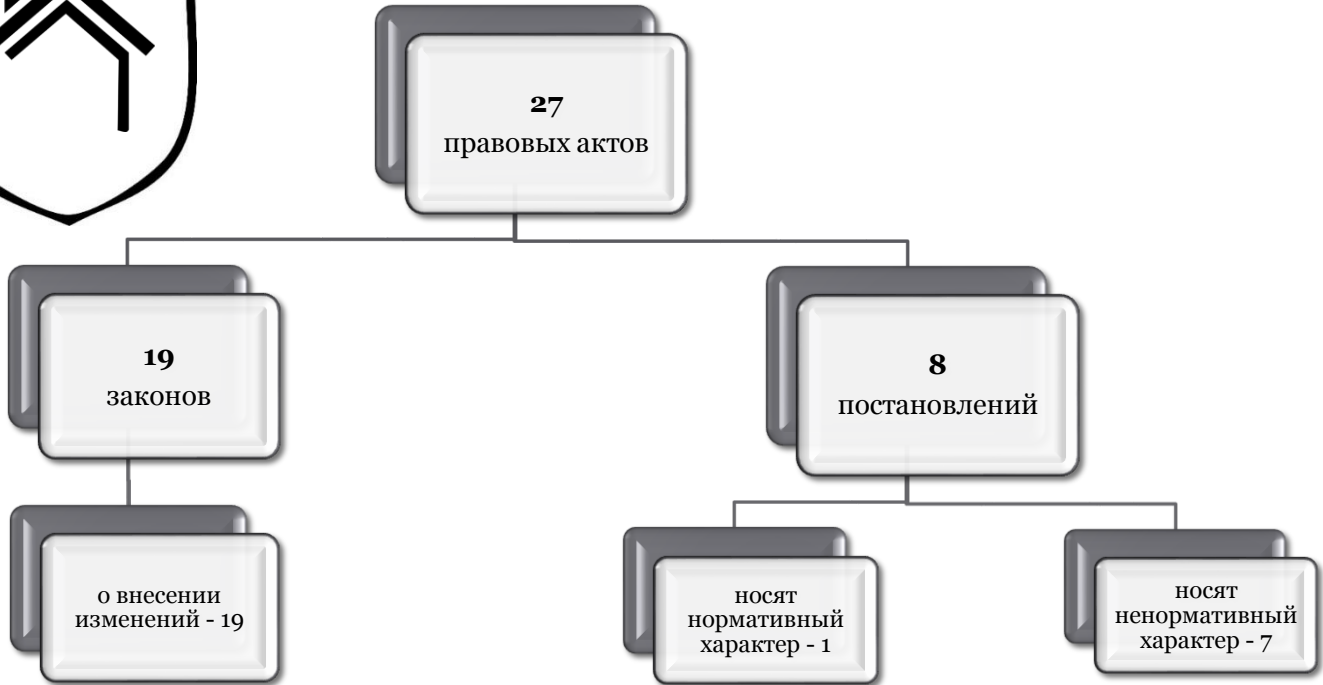 27
правовых актов
19
законов
8
постановлений
о внесении
изменений - 19
носят
нормативный
характер - 1
носят
ненормативный
характер - 7